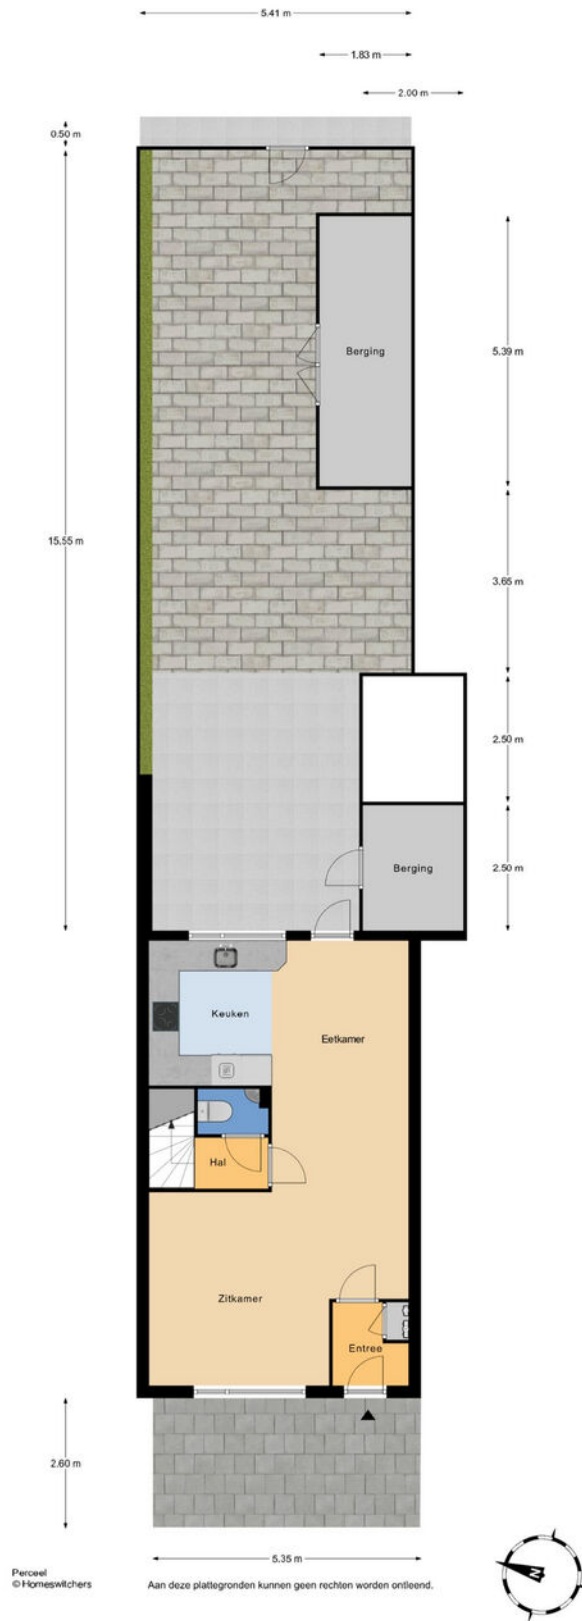 5.41 m
1.83 m
2.00 m
0.50 m
Berging
5.39 m
15.55 m
3.65 m
2.50 m
Berging
2.50 m
Keuken
Eetkamer
Hal
Zitkamer
Entree
2.60 m
5.35 m
N
Perceel
© Homeswitchers
Aan deze plattegronden kunnen geen rechten worden ontleend.